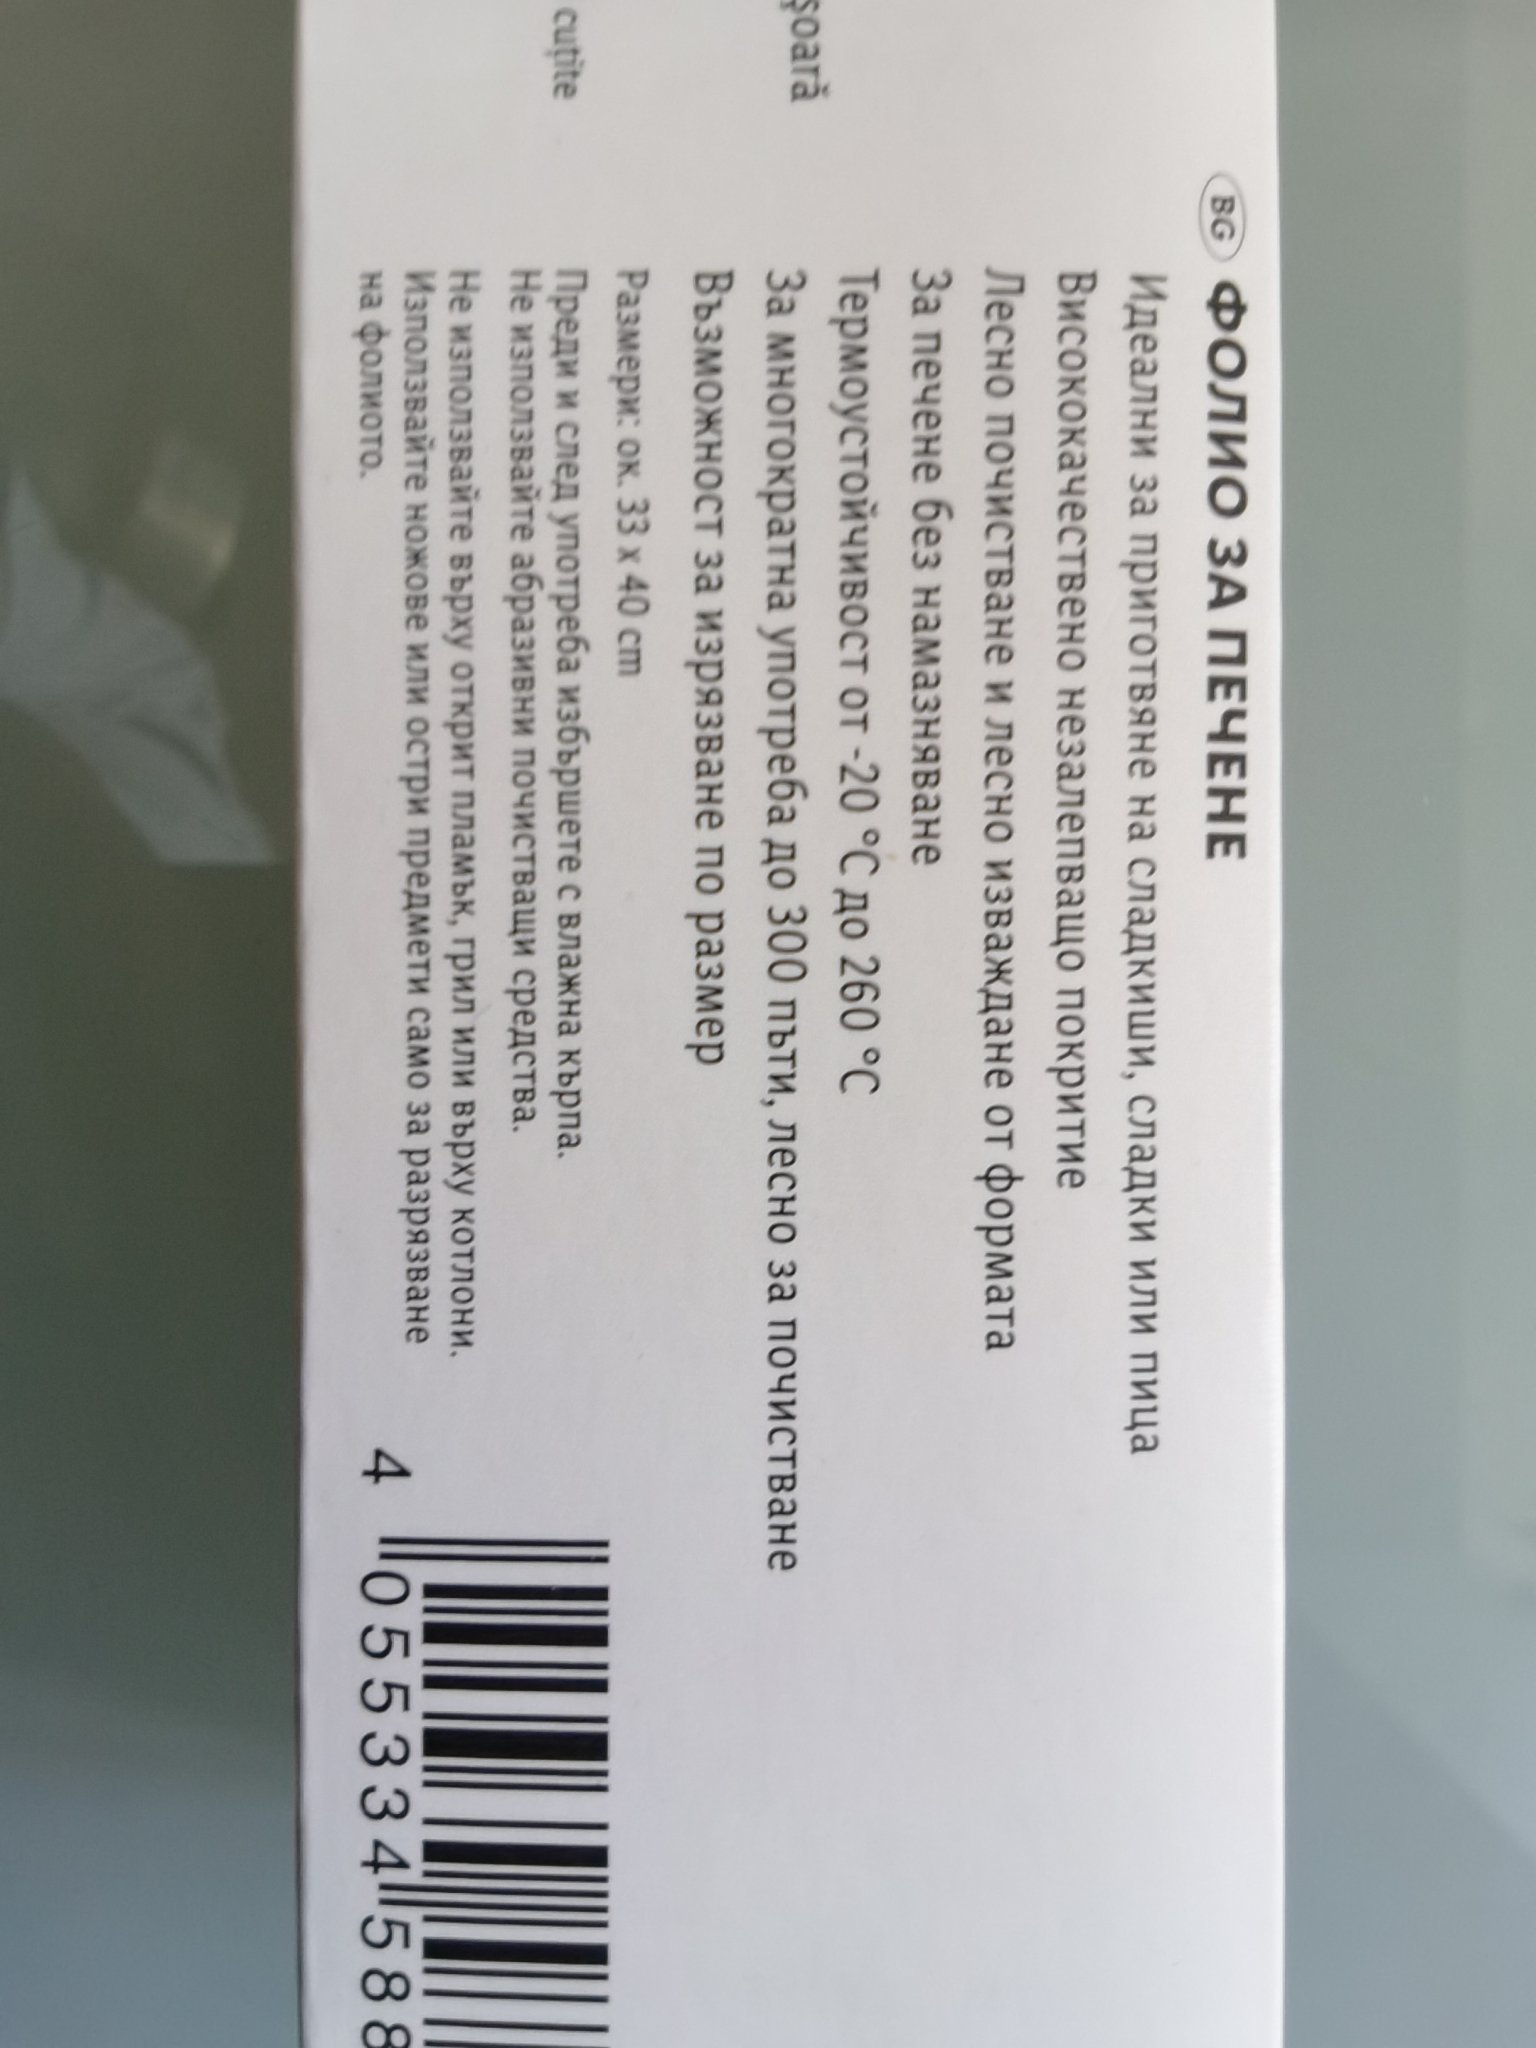 șoară
cuțite
BG ФОЛИО ЗА ПЕЧЕНЕ
Идеални за приготвяне на сладкиши, сладки или пица
Висококачествено незалепващо покритие
Лесно почистване и лесно изваждане от формата
За печене без намазняване
Термоустойчивост от -20 °C до 260 °C
За многократна употреба до 300 пъти, лесно за почистване
Възможност за изрязване по размер
Размери: ок. 33 x 40 cm
Преди и след употреба избършете с влажна кърпа.
Не използвайте абразивни почистващи средства.
Не използвайте върху открит пламък, грил или върху котлони.
Използвайте ножове или остри предмети само за разрязване
на фолиото.
4 055334 588